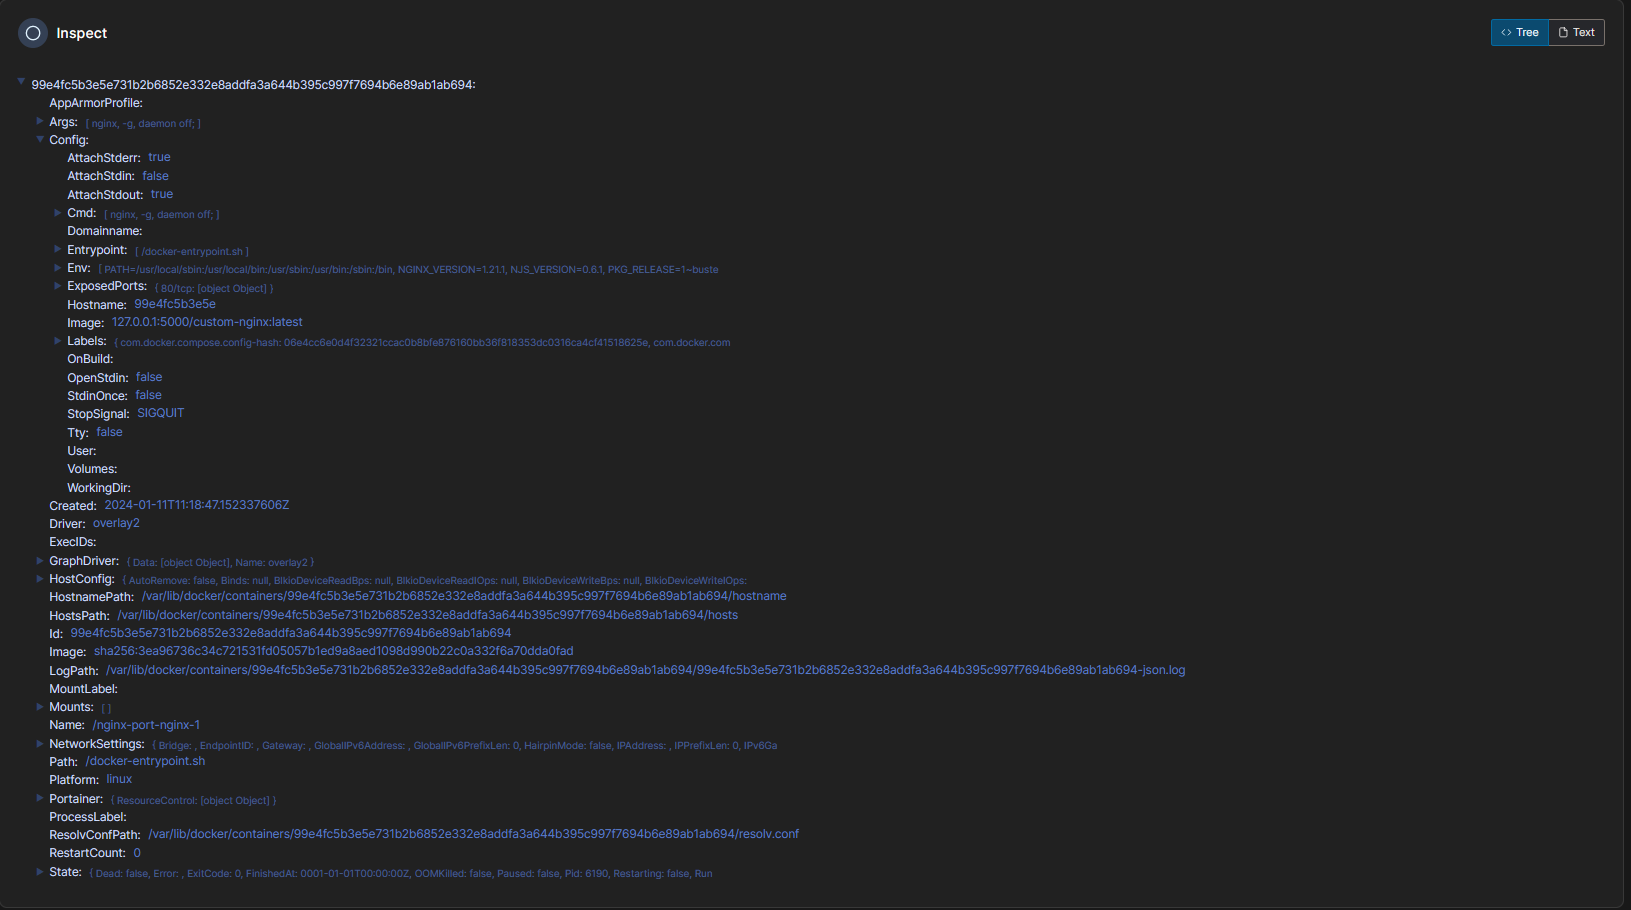 Inspect
Tree
Text
99e4fc5b3e5e731b2b6852e332e8addfa3a644b395c997f7694b6e89ab1ab694:
AppArmorProfile:
Args: [ nginx, -g, daemon off; ]
Config:
AttachStderr: true
AttachStdin: false
AttachStdout: true
Cmd: [ nginx, -g, daemon off; ]
Domainname:
Entrypoint: [ /docker-entrypoint.sh ]
Env: [ PATH=/usr/local/sbin:/usr/local/bin:/usr/sbin:/usr/bin:/sbin:/bin, NGINX_VERSION=1.21.1, NJS_VERSION=0.6.1, PKG_RELEASE=1~buste
ExposedPorts: { 80/tcp: [object Object] }
Hostname: 99e4fc5b3e5e
Image: 127.0.0.1:5000/custom-nginx:latest
Labels: { com.docker.compose.config-hash: 06e4cc6e0d4f32321ccac0b8bfe876160bb36f818353dc0316ca4cf41518625e, com.docker.com
OnBuild:
OpenStdin: false
StdinOnce: false
StopSignal: SIGQUIT
Tty: false
User:
Volumes:
WorkingDir:
Created: 2024-01-11T11:18:47.152337606Z
Driver: overlay2
ExecIDs:
GraphDriver: { Data: [object Object], Name: overlay2 }
HostConfig: { AutoRemove: false, Binds: null, BlkioDeviceReadBps: null, BlkioDeviceReadIOps: null, BlkioDeviceWriteBps: null, BlkioDeviceWriteIOps:
HostnamePath: /var/lib/docker/containers/99e4fc5b3e5e731b2b6852e332e8addfa3a644b395c997f7694b6e89ab1ab694/hostname
HostsPath: /var/lib/docker/containers/99e4fc5b3e5e731b2b6852e332e8addfa3a644b395c997f7694b6e89ab1ab694/hosts
Id: 99e4fc5b3e5e731b2b6852e332e8addfa3a644b395c997f7694b6e89ab1ab694
Image: sha256:3ea96736c34c721531fd05057b1ed9a8aed1098d990b22c0a332f6a70dda0fad
LogPath: /var/lib/docker/containers/99e4fc5b3e5e731b2b6852e332e8addfa3a644b395c997f7694b6e89ab1ab694/99e4fc5b3e5e731b2b6852e332e8addfa3a644b395c997f7694b6e89ab1ab694-json.log
MountLabel:
Mounts: [ ]
Name: /nginx-port-nginx-1
NetworkSettings: { Bridge: , EndpointID: , Gateway: , GlobalIPv6Address: , GlobalIPv6PrefixLen: 0, HairpinMode: false, IPAddress: , IPPrefixLen: 0, IPv6Ga
Path: /docker-entrypoint.sh
Platform: linux
Portainer: { ResourceControl: [object Object] }
ProcessLabel:
ResolvConfPath: /var/lib/docker/containers/99e4fc5b3e5e731b2b6852e332e8addfa3a644b395c997f7694b6e89ab1ab694/resolv.conf
RestartCount: 0
State: { Dead: false, Error: , ExitCode: 0, FinishedAt: 0001-01-01T00:00:00Z, OOMKilled: false, Paused: false, Pid: 6190, Restarting: false, Run